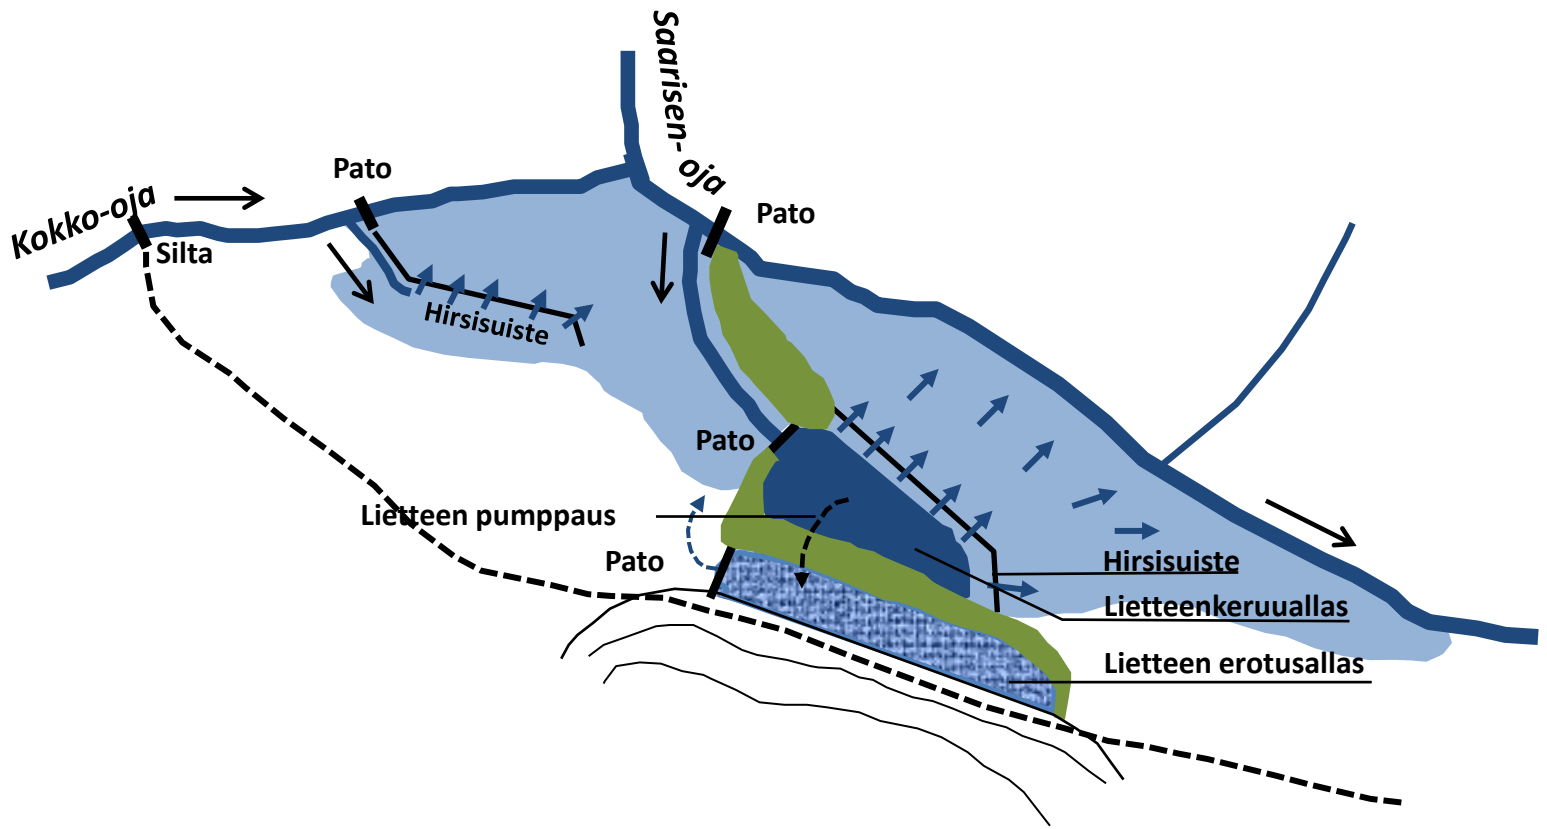 Saarisen- oja
Pato
Kokko-oja
Pato
Silta
Hirsisuiste
Pato
Lietteen pumppaus
Pato
Hirsisuiste
Lietteenkeruuallas
Lietteen erotusallas